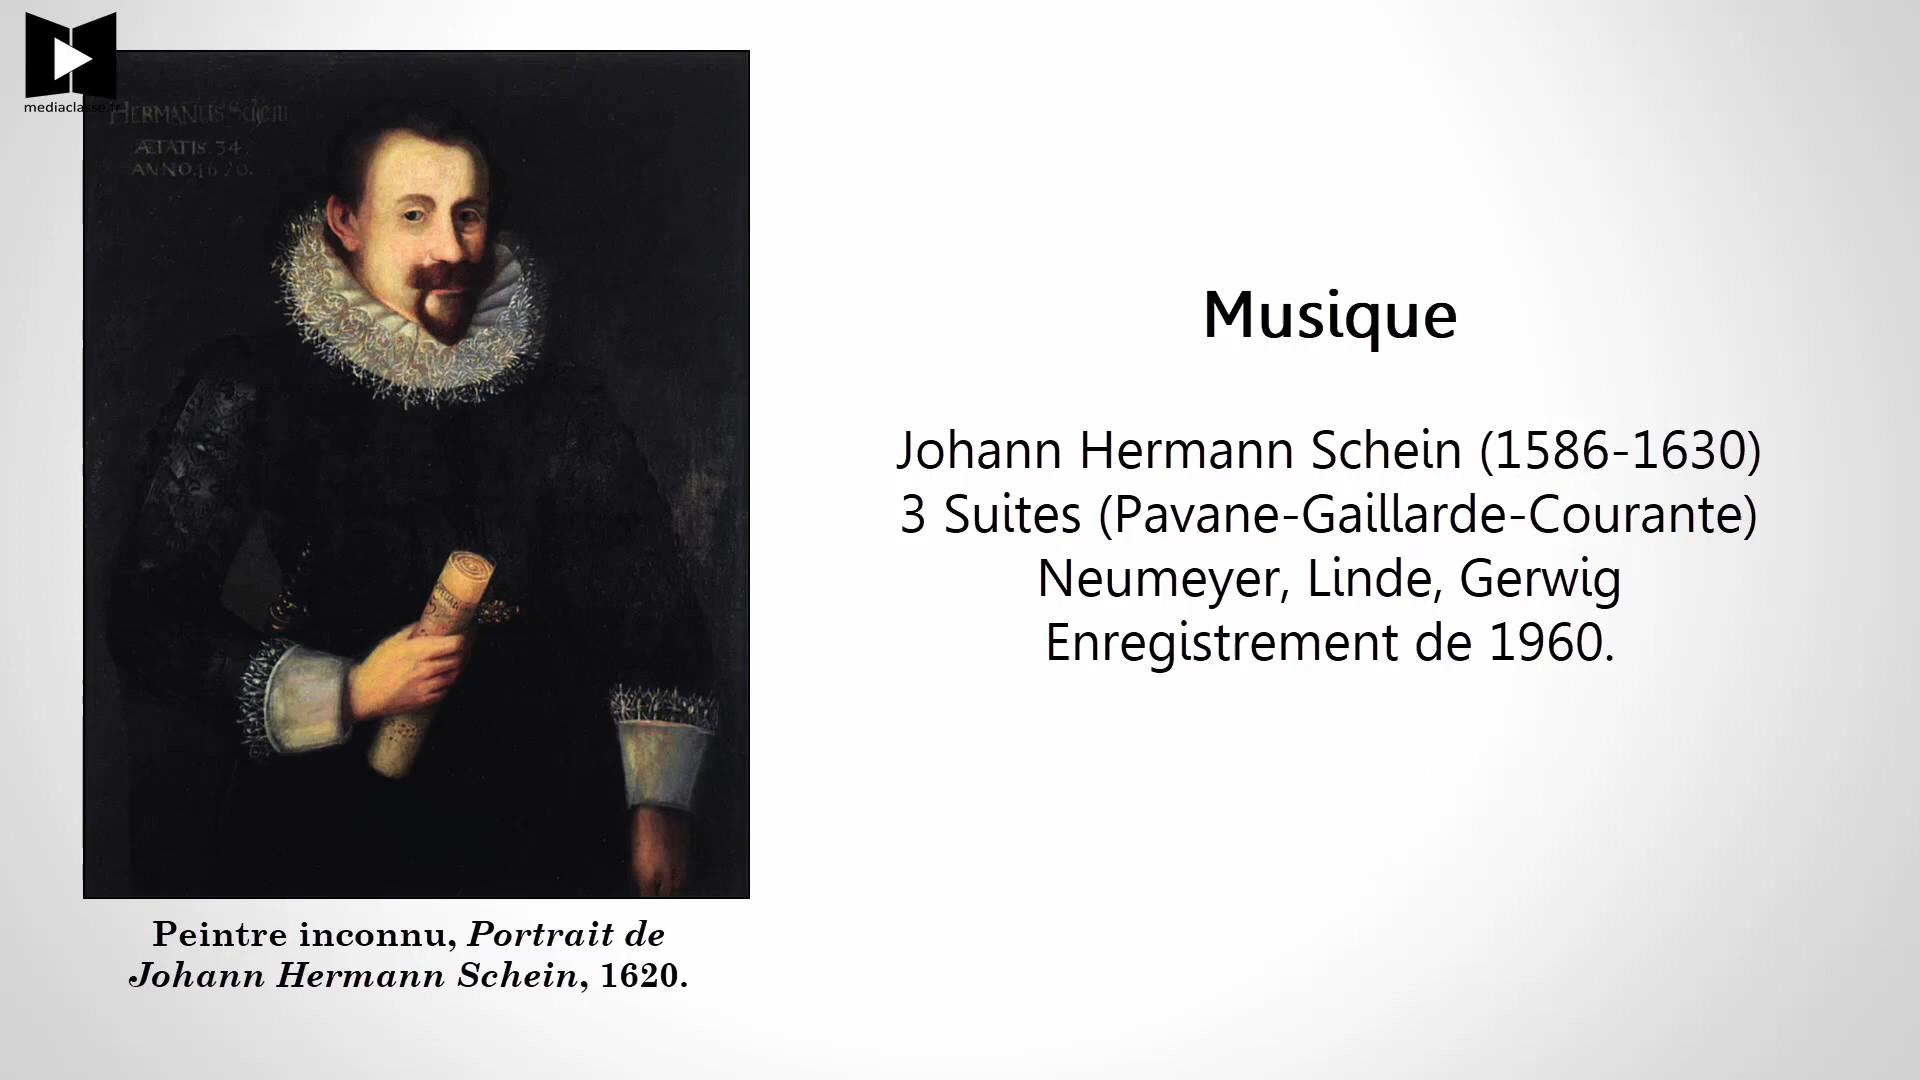 mediaclasse.fr
HERMANUS Schein
ÆTATIS.34.
ANNO.1620.
Musique
Johann Hermann Schein (1586-1630)
3 Suites (Pavane-Gaillarde-Courante)
Neumeyer, Linde, Gerwig
Enregistrement de 1960.
Peintre inconnu, Portrait de
Johann Hermann Schein, 1620.